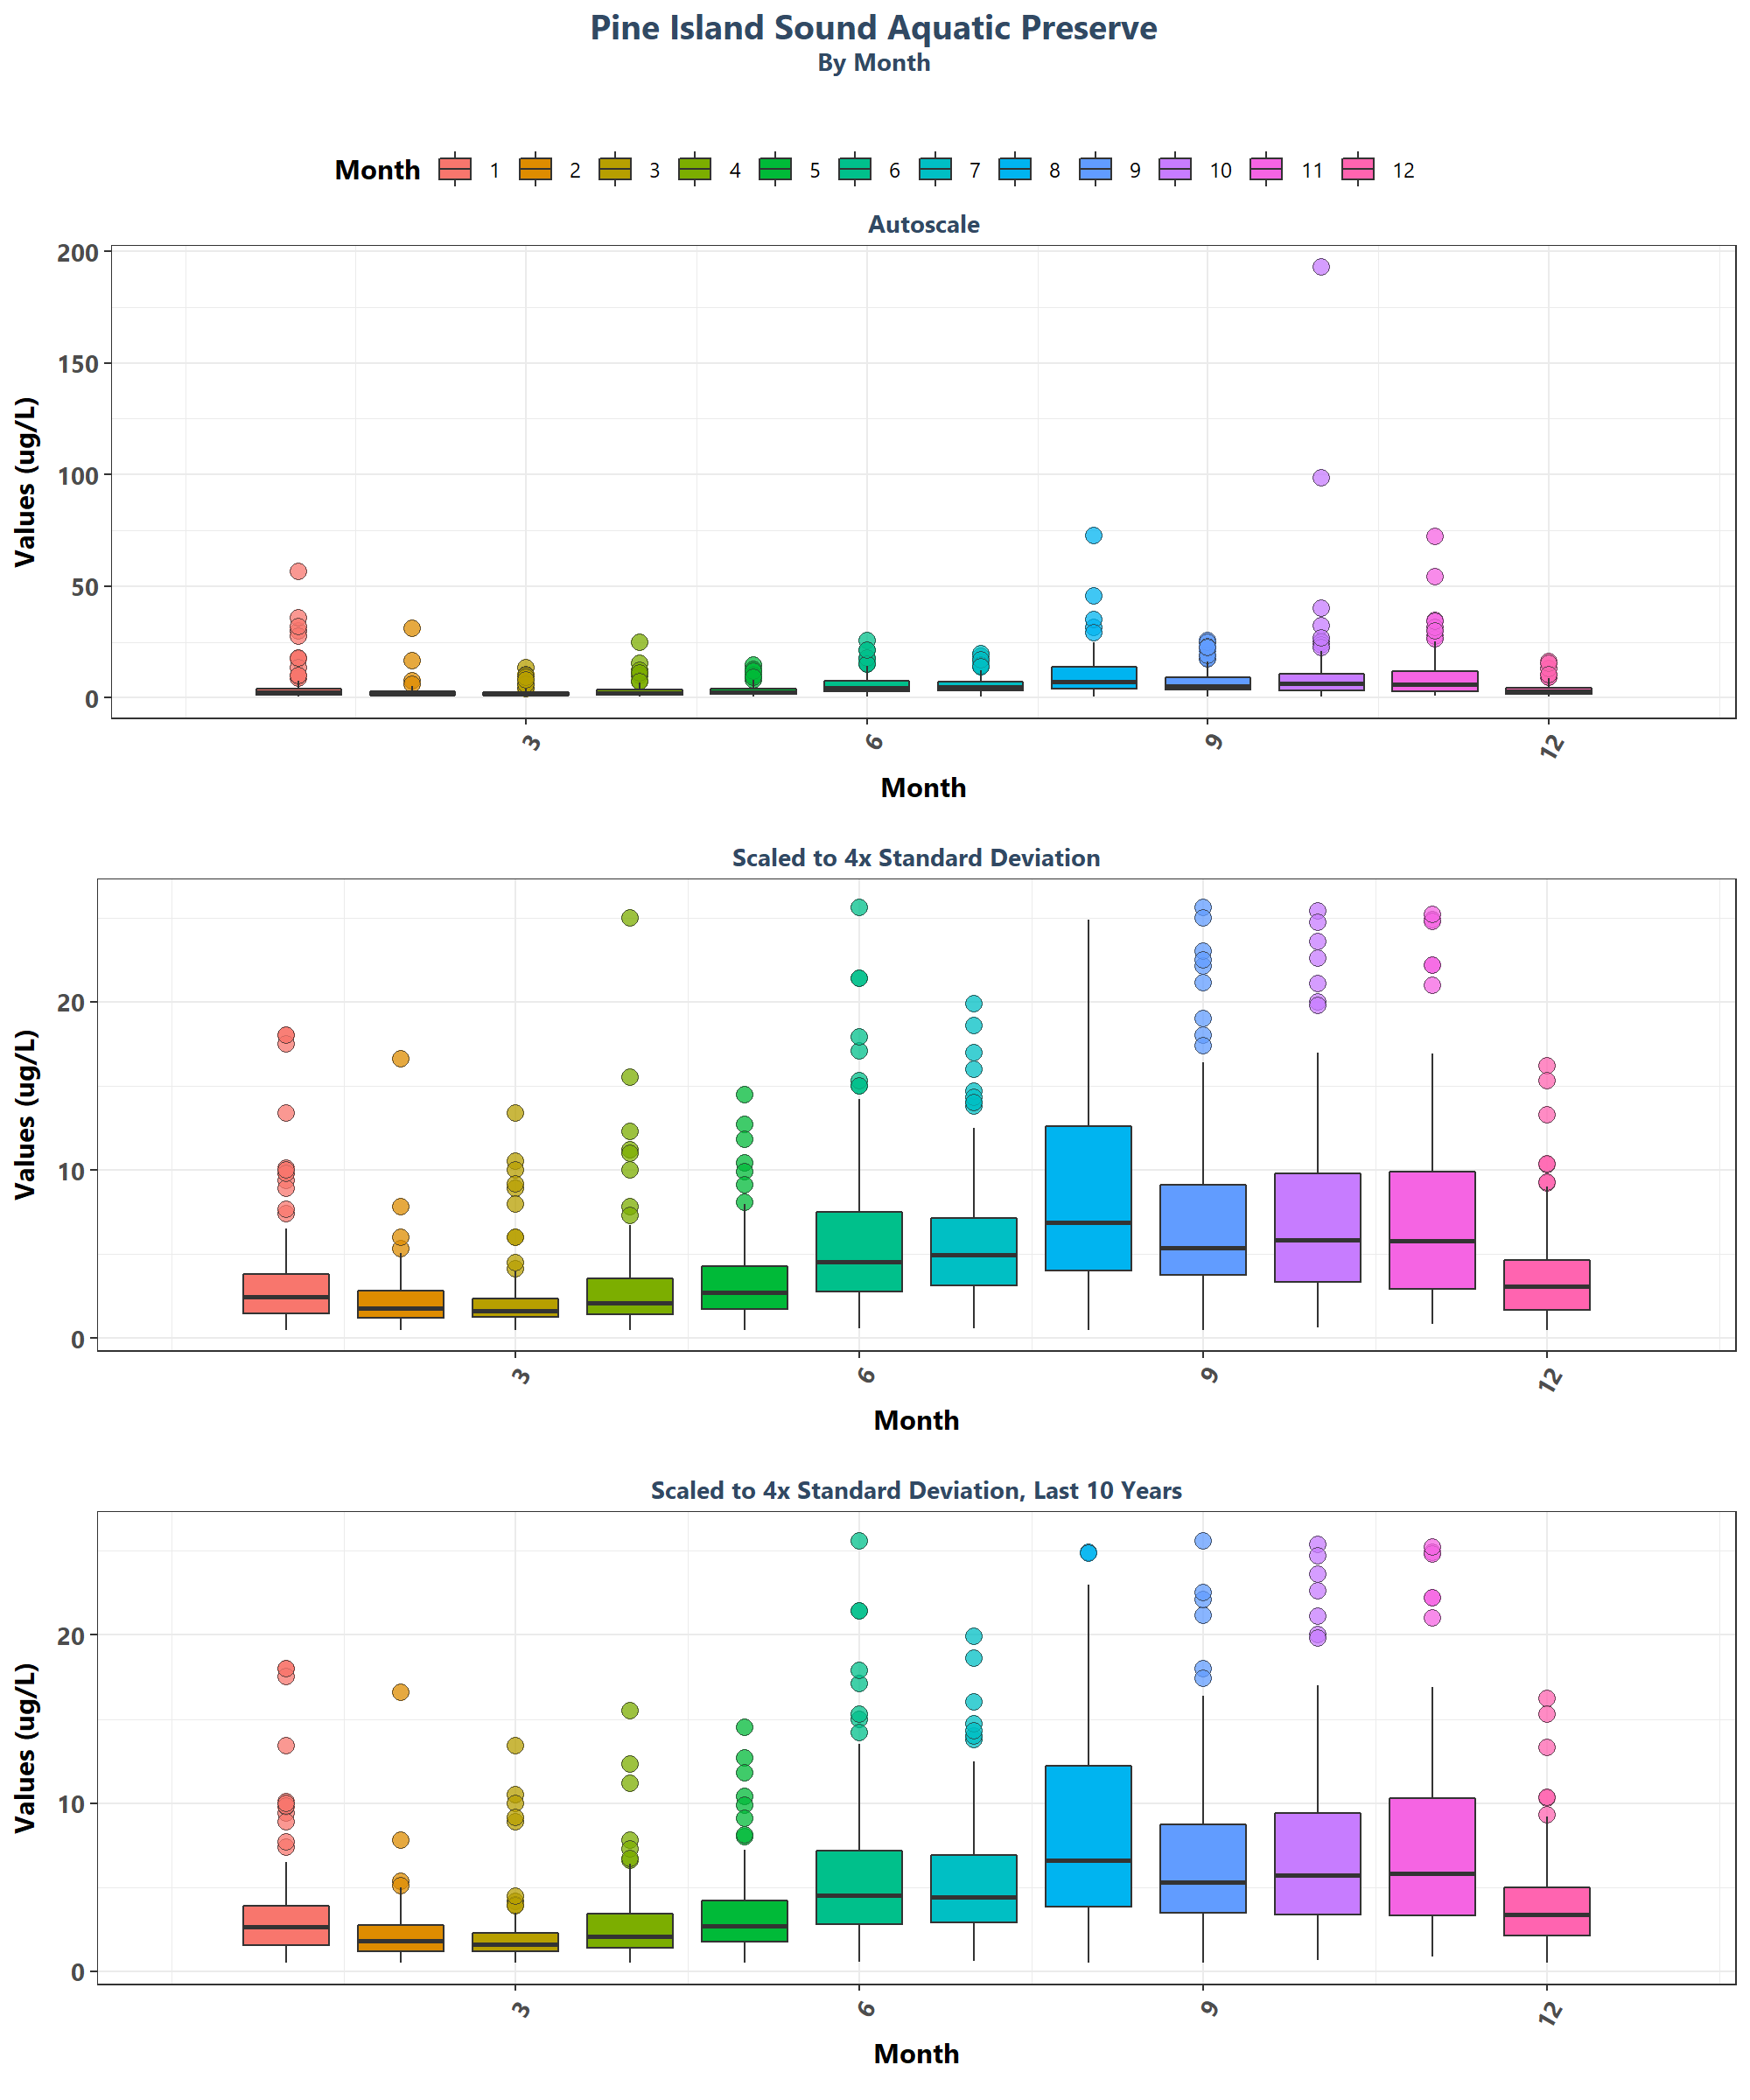 Pine Island Sound Aquatic Preserve
By Month
Month 1 2 3 4 5 6 7 8 9 10 11 12
Autoscale
Values (ug/L)
200
150
100
50
0
3 6 9 12
Month
Scaled to 4x Standard Deviation
Values (ug/L)
20
10
0
3 6 9 12
Month
Scaled to 4x Standard Deviation, Last 10 Years
Values (ug/L)
20
10
0
3 6 9 12
Month